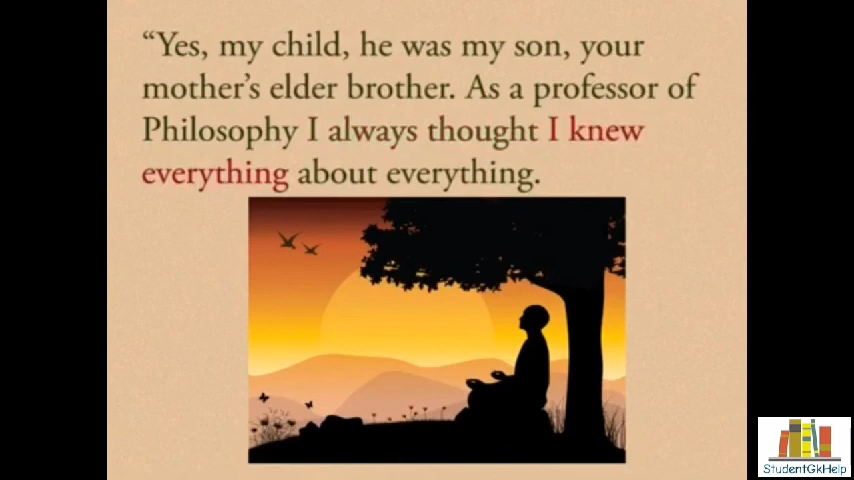 “Yes, my child, he was my son, your
mother’s elder brother. As a professor of
Philosophy I always thought I knew
everything about everything.
StudentGkHelp